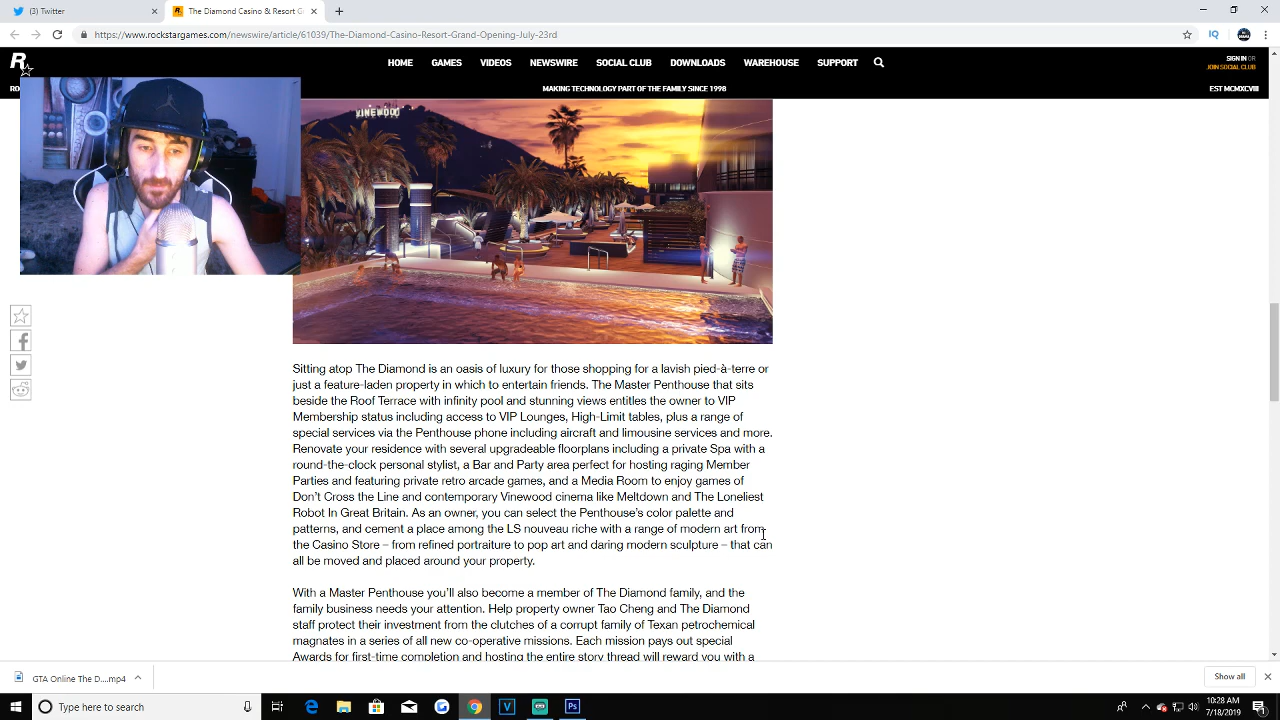 (3) Twitter
The Diamond Casino & Resort G
https://www.rockstargames.com/newswire/article/61039/The-Diamond-Casino-Resort-Grand-Opening-July-23rd
IQ
R
HOME GAMES VIDEOS NEWSWIRE SOCIAL CLUB DOWNLOADS WAREHOUSE SUPPORT
SIGN IN OR
JOIN SOCIAL CLUB
RO
MAKING TECHNOLOGY PART OF THE FAMILY SINCE 1998
EST MCMXCVIII
VINEWOOD
Sitting atop The Diamond is an oasis of luxury for those shopping for a lavish pied-à-terre or
just a feature-laden property in which to entertain friends. The Master Penthouse that sits
beside the Roof Terrace with infinity pool and stunning views entitles the owner to VIP
Membership status including access to VIP Lounges, High-Limit tables, plus a range of
special services via the Penthouse phone including aircraft and limousine services and more.
Renovate your residence with several upgradeable floorplans including a private Spa with a
round-the-clock personal stylist, a Bar and Party area perfect for hosting raging Member
Parties and featuring private retro arcade games, and a Media Room to enjoy games of
Don't Cross the Line and contemporary Vinewood cinema like Meltdown and The Loneliest
Robot In Great Britain. As an owner, you can select the Penthouse's color palette and
patterns, and cement a place among the LS nouveau riche with a range of modern art from
the Casino Store – from refined portraiture to pop art and daring modern sculpture – that can
all be moved and placed around your property.
With a Master Penthouse you'll also become a member of The Diamond family, and the
family business needs your attention. Help property owner Tao Cheng and The Diamond
staff protect their investment from the clutches of a corrupt family of Texan petrochemical
magnates in a series of all new co-operative missions. Each mission pays out special
Awards for first-time completion and hosting the entire story thread will reward you with a
GTA Online The D....mp4
Show all
Type here to search
10:28 AM
7/18/2019